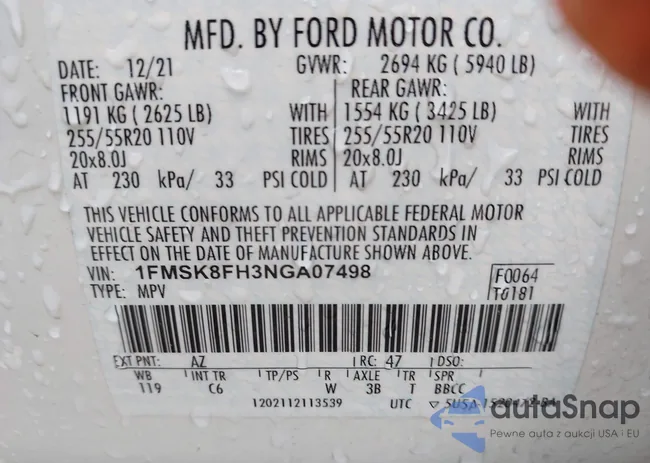 MFD. BY FORD MOTOR CO.
DATE: 12/21 GVWR: 2694 KG ( 5940 LB)
FRONT GAWR: REAR GAWR:
1191 KG ( 2625 LB) WITH 1554 KG ( 3425 LB) WITH
255/55R20 110V TIRES 255/55R20 110V TIRES
20x8.0J RIMS 20x8.0J RIMS
AT 230 kPa/ 33 PSI COLD AT 230 kPa/ 33 PSI COLD
THIS VEHICLE CONFORMS TO ALL APPLICABLE FEDERAL MOTOR
VEHICLE SAFETY AND THEFT PREVENTION STANDARDS IN
EFFECT ON THE DATE OF MANUFACTURE SHOWN ABOVE.
VIN: 1FMSK8FH3NGA07498 F0064
TYPE: MPV T0181
EXT PNT: AZ RC: 47 DSO:
WB INT TR TP/PS R AXLE TR SPR
119 C6 W 3B T BBCC
1202112113539 UTC
autaSnap
Pewne auta z aukcji USA i EU